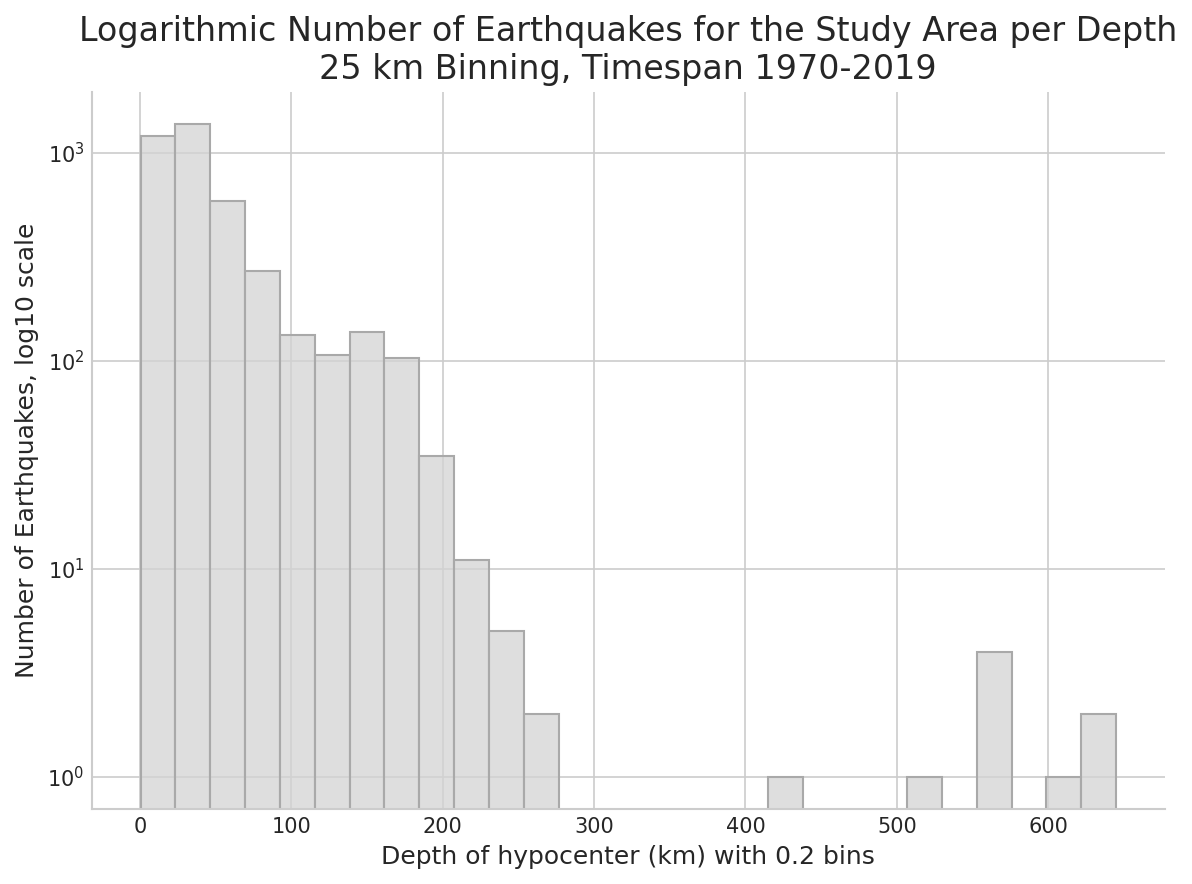 Logarithmic Number of Earthquakes for the Study Area per Depth
25 km Binning, Timespan 1970-2019
Number of Earthquakes, log10 scale
10³
10²
10¹
10⁰
0 100 200 300 400 500 600
Depth of hypocenter (km) with 0.2 bins